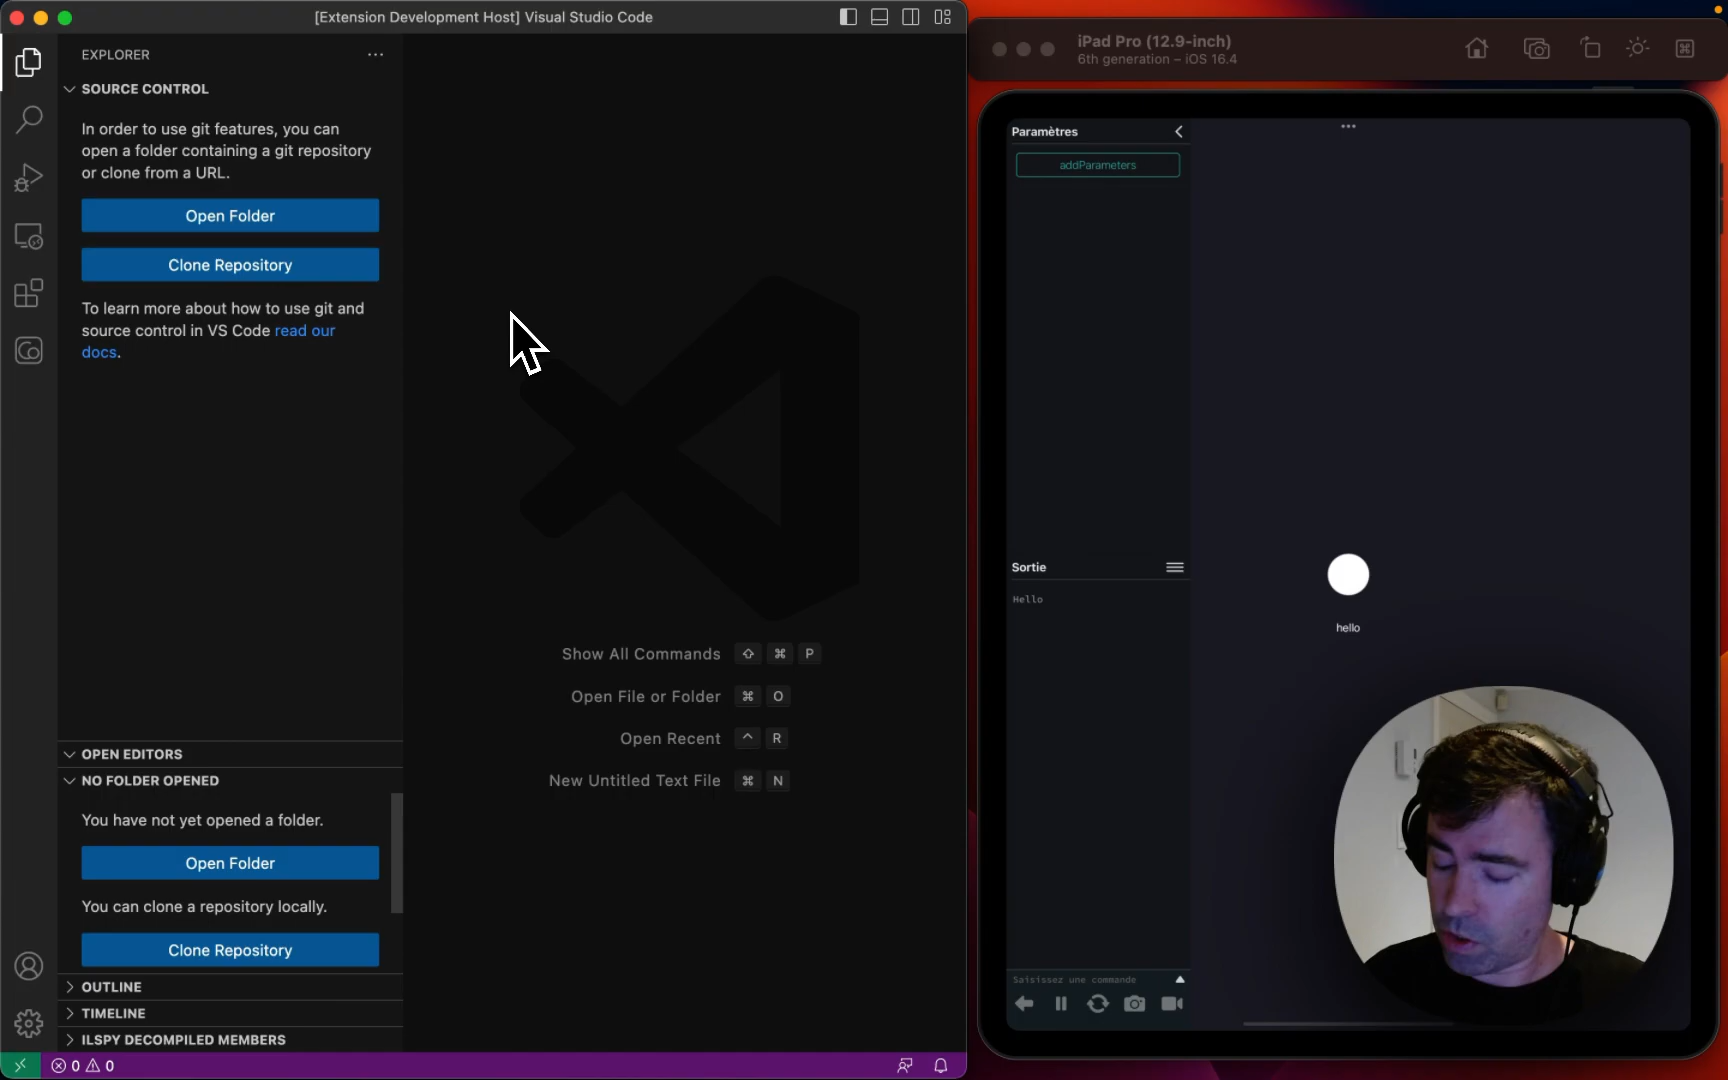 [Extension Development Host] Visual Studio Code
EXPLORER
SOURCE CONTROL
In order to use git features, you can
open a folder containing a git repository
or clone from a URL.
Open Folder
Clone Repository
To learn more about how to use git and
source control in VS Code read our
docs.
Show All Commands ⇧ ⌘ P
Open File or Folder ⌘ O
Open Recent ^ R
New Untitled Text File ⌘ N
OPEN EDITORS
NO FOLDER OPENED
You have not yet opened a folder.
Open Folder
You can clone a repository locally.
Clone Repository
OUTLINE
TIMELINE
ILSPY DECOMPILED MEMBERS
0 0
iPad Pro (12.9-inch)
6th generation – iOS 16.4
Paramètres
addParameters
Sortie
Hello
hello
Saisissez une commande